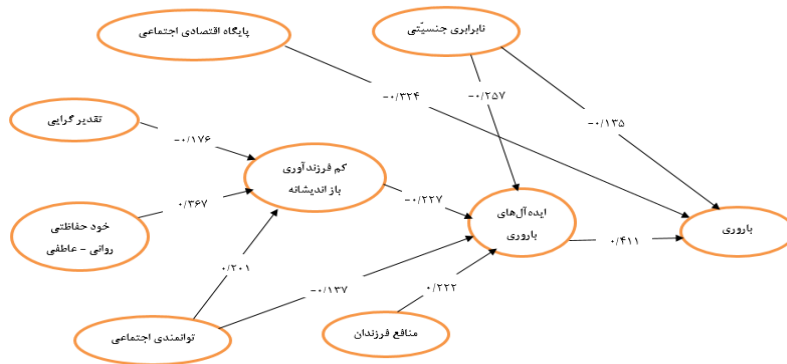 پایگاه اقتصادی اجتماعی
نابرابری جنسیّتی
-۰/۳۲۴
-۰/۲۵۷
-۰/۱۳۵
تقدیر گرایی
-۰/۱۷۶
کم فرزندآوری
باز اندیشانه
خود حفاظتی
روانی - عاطفی
۰/۳۶۷
-۰/۲۲۷
ایده‌آل‌های
باروری
۰/۴۱۱
باروری
۰/۲۰۱
-۰/۱۳۷
۰/۲۲۲
توانمندی اجتماعی
منافع فرزندان